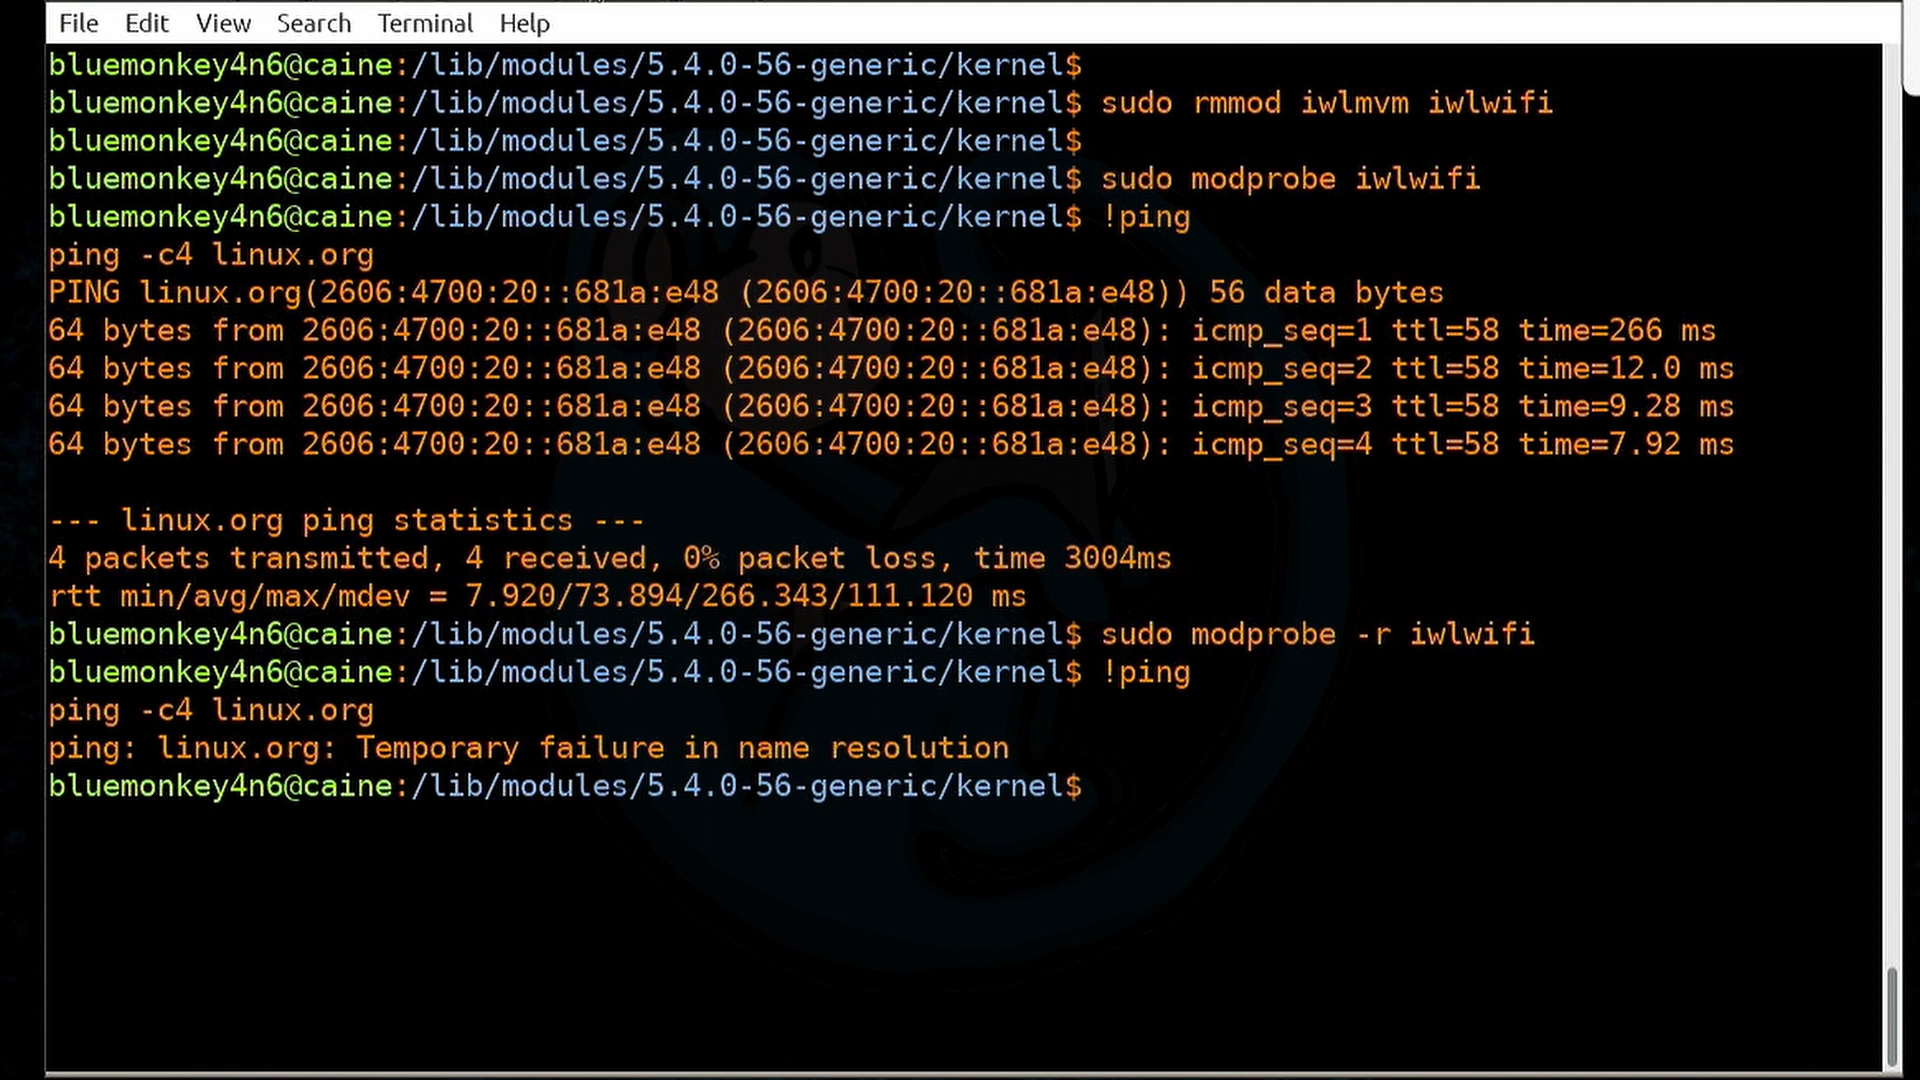 File Edit View Search Terminal Help
bluemonkey4n6@caine:/lib/modules/5.4.0-56-generic/kernel$
bluemonkey4n6@caine:/lib/modules/5.4.0-56-generic/kernel$ sudo rmmod iwlmvm iwlwifi
bluemonkey4n6@caine:/lib/modules/5.4.0-56-generic/kernel$
bluemonkey4n6@caine:/lib/modules/5.4.0-56-generic/kernel$ sudo modprobe iwlwifi
bluemonkey4n6@caine:/lib/modules/5.4.0-56-generic/kernel$ !ping
ping -c4 linux.org
PING linux.org(2606:4700:20::681a:e48 (2606:4700:20::681a:e48)) 56 data bytes
64 bytes from 2606:4700:20::681a:e48 (2606:4700:20::681a:e48): icmp_seq=1 ttl=58 time=266 ms
64 bytes from 2606:4700:20::681a:e48 (2606:4700:20::681a:e48): icmp_seq=2 ttl=58 time=12.0 ms
64 bytes from 2606:4700:20::681a:e48 (2606:4700:20::681a:e48): icmp_seq=3 ttl=58 time=9.28 ms
64 bytes from 2606:4700:20::681a:e48 (2606:4700:20::681a:e48): icmp_seq=4 ttl=58 time=7.92 ms
--- linux.org ping statistics ---
4 packets transmitted, 4 received, 0% packet loss, time 3004ms
rtt min/avg/max/mdev = 7.920/73.894/266.343/111.120 ms
bluemonkey4n6@caine:/lib/modules/5.4.0-56-generic/kernel$ sudo modprobe -r iwlwifi
bluemonkey4n6@caine:/lib/modules/5.4.0-56-generic/kernel$ !ping
ping -c4 linux.org
ping: linux.org: Temporary failure in name resolution
bluemonkey4n6@caine:/lib/modules/5.4.0-56-generic/kernel$